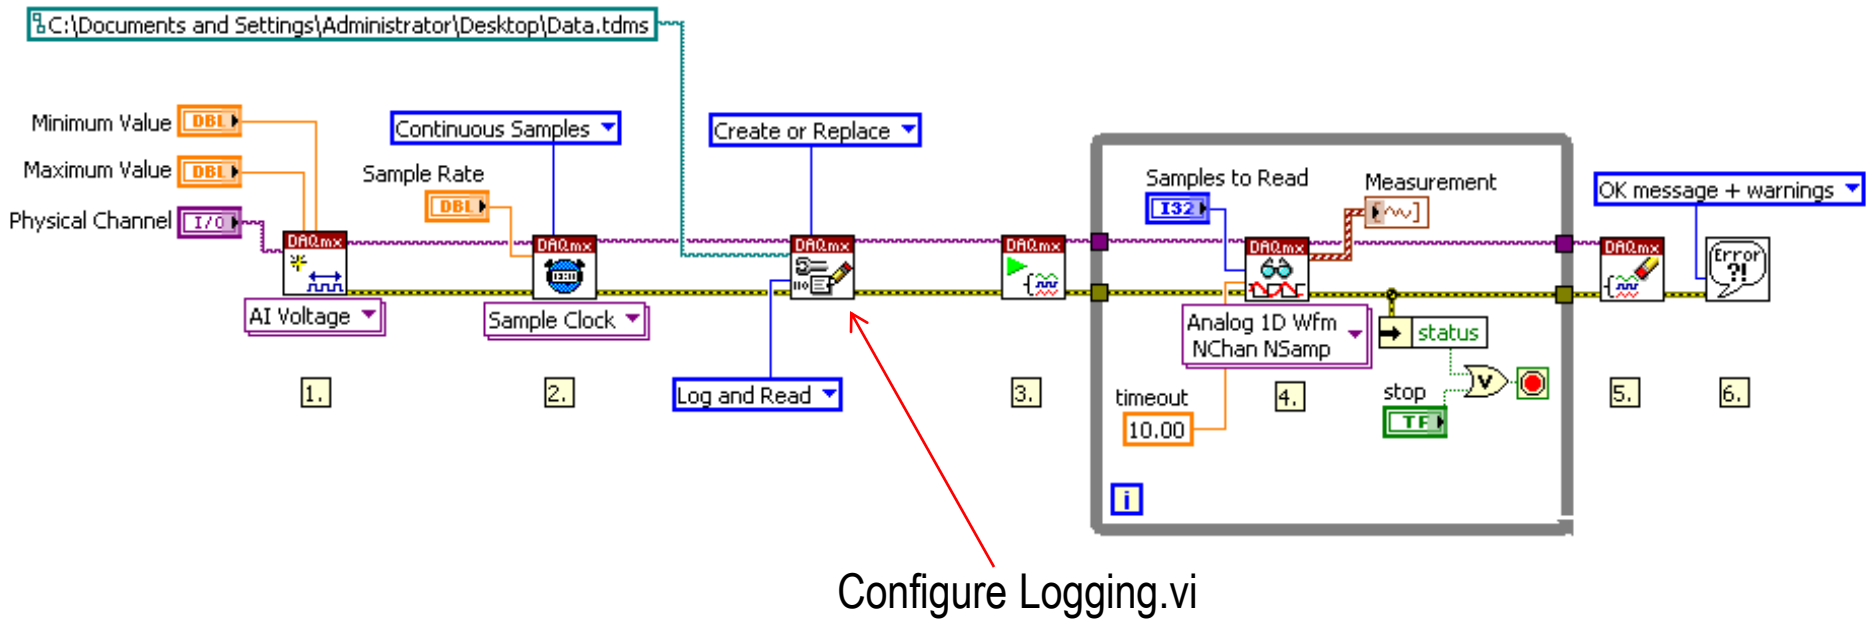 C:\Documents and Settings\Administrator\Desktop\Data.tdms
Minimum Value
DBL
Maximum Value
DBL
Physical Channel
I/O
Continuous Samples
Sample Rate
DBL
Create or Replace
DAQmx
AI Voltage
1.
DAQmx
Sample Clock
2.
DAQmx
Log and Read
DAQmx
3.
Samples to Read
I32
Measurement
DAQmx
Analog 1D Wfm
NChan NSamp
status
timeout
10.00
4.
stop
TF
V
i
OK message + warnings
DAQmx
5.
Error
?!
6.
Configure Logging.vi